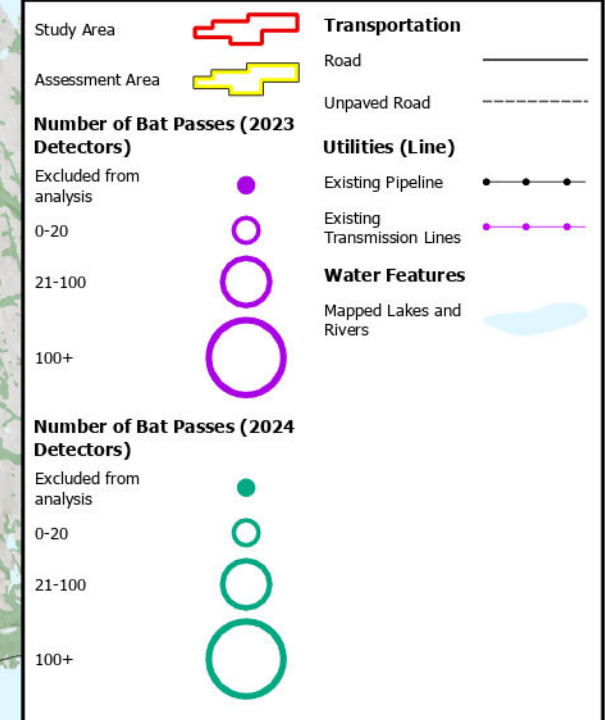 Study Area
Assessment Area
Number of Bat Passes (2023
Detectors)
Excluded from
analysis
0-20
21-100
100+
Number of Bat Passes (2024
Detectors)
Excluded from
analysis
0-20
21-100
100+
Transportation
Road
Unpaved Road
Utilities (Line)
Existing Pipeline
Existing
Transmission Lines
Water Features
Mapped Lakes and
Rivers